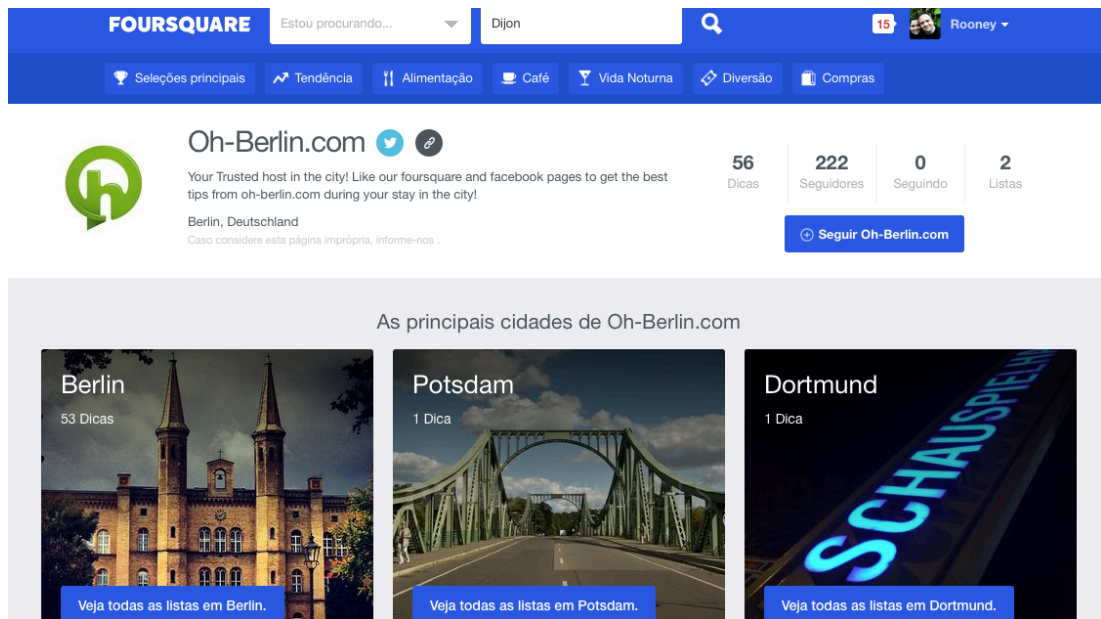 FOURSQUARE
Estou procurando...
Dijon
15
Rooney
Seleções principais
Tendência
Alimentação
Café
Vida Noturna
Diversão
Compras
Oh-Berlin.com
Your Trusted host in the city! Like our foursquare and facebook pages to get the best
tips from oh-berlin.com during your stay in the city!
Berlin, Deutschland
Caso considere esta página imprópria, informe-nos .
56
Dicas
222
Seguidores
0
Seguindo
2
Listas
Seguir Oh-Berlin.com
As principais cidades de Oh-Berlin.com
Berlin
53 Dicas
Veja todas as listas em Berlin.
Potsdam
1 Dica
Veja todas as listas em Potsdam.
Dortmund
1 Dica
SCHAUSPIELH
Veja todas as listas em Dortmund.